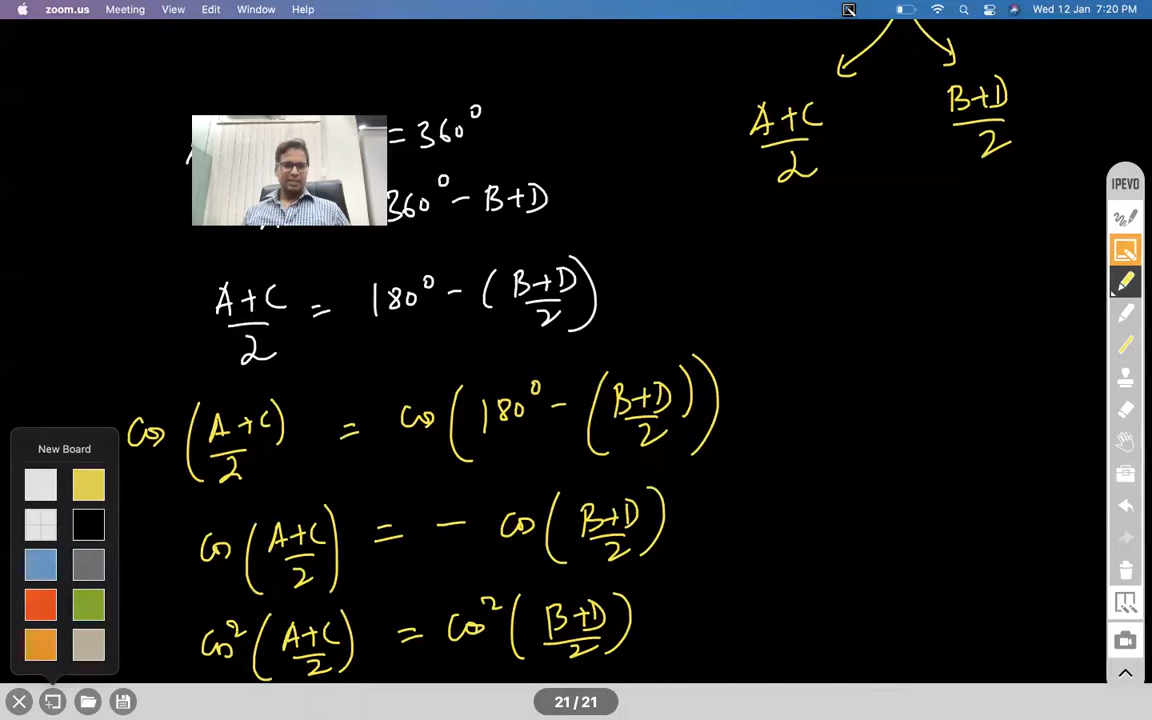 zoom.us Meeting View Edit Window Help Wed 12 Jan 7:20 PM
A+C/2 B+D/2
= 360°
360° - B+D
A+C/2 = 180° - (B+D/2)
cos(A+C/2) = cos(180° - (B+D/2))
cos(A+C/2) = - cos(B+D/2)
cos²(A+C/2) = cos²(B+D/2)
IPEVO
New Board
21 / 21